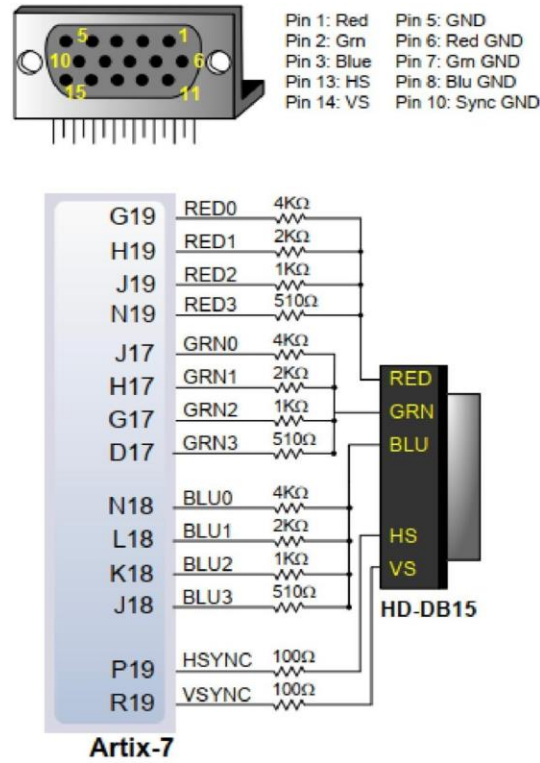 Pin 1: Red Pin 5: GND
Pin 2: Grn Pin 6: Red GND
Pin 3: Blue Pin 7: Grn GND
Pin 13: HS Pin 8: Blu GND
Pin 14: VS Pin 10: Sync GND
5 1
10 6
15 11
G19 RED0 4KΩ
H19 RED1 2KΩ
J19 RED2 1KΩ
N19 RED3 510Ω
J17 GRN0 4KΩ
H17 GRN1 2KΩ
G17 GRN2 1KΩ
D17 GRN3 510Ω
N18 BLU0 4KΩ
L18 BLU1 2KΩ
K18 BLU2 1KΩ
J18 BLU3 510Ω
P19 HSYNC 100Ω
R19 VSYNC 100Ω
RED
GRN
BLU
HS
VS
HD-DB15
Artix-7